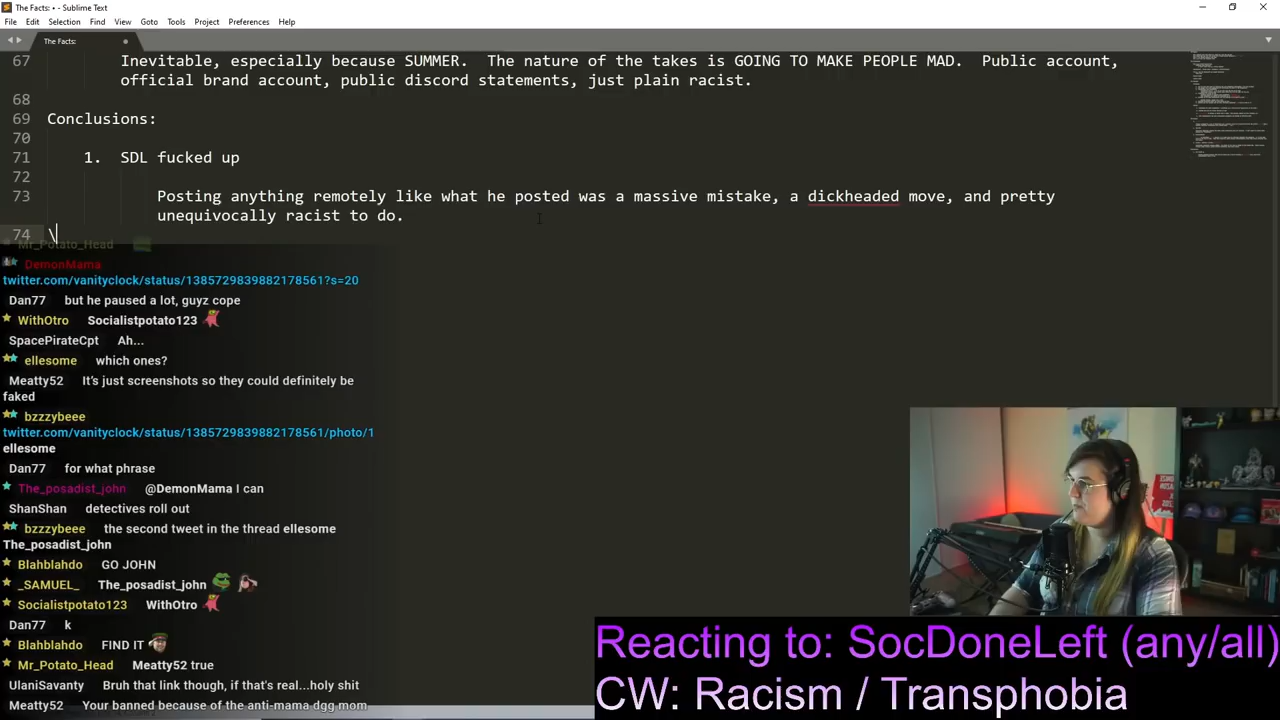 The Facts: • - Sublime Text
File Edit Selection Find View Goto Tools Project Preferences Help
The Facts:
67 Inevitable, especially because SUMMER. The nature of the takes is GOING TO MAKE PEOPLE MAD. Public account,
official brand account, public discord statements, just plain racist.
68
69 Conclusions:
70
71 1. SDL fucked up
72
73 Posting anything remotely like what he posted was a massive mistake, a dickheaded move, and pretty
unequivocally racist to do.
74 \
Mr_Potato_Head
DemonMama
twitter.com/vanityclock/status/1385729839882178561?s=20
Dan77 but he paused a lot, guyz cope
WithOtro Socialistpotato123
SpacePirateCpt Ah...
ellesome which ones?
Meatty52 It's just screenshots so they could definitely be
faked
bzzzybeee
twitter.com/vanityclock/status/1385729839882178561/photo/1
ellesome
Dan77 for what phrase
The_posadist_john @DemonMama I can
ShanShan detectives roll out
bzzzybeee the second tweet in the thread ellesome
The_posadist_john
Blahblahdo GO JOHN
_SAMUEL_ The_posadist_john
Socialistpotato123 WithOtro
Dan77 k
Blahblahdo FIND IT
Mr_Potato_Head Meatty52 true
UlaniSavanty Bruh that link though, if that's real...holy shit
Meatty52 Your banned because of the anti-mama dgg mom
Reacting to: SocDoneLeft (any/all)
CW: Racism / Transphobia